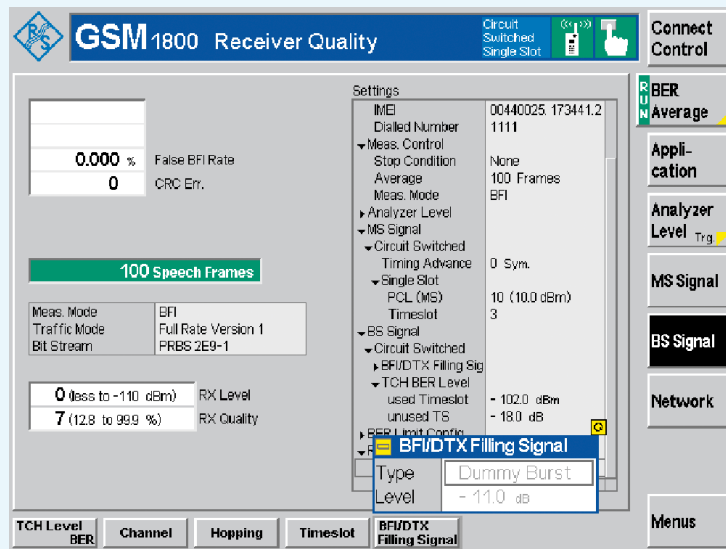 R&S
GSM 1800 Receiver Quality
Circuit
Switched
Single Slot
Connect
Control
RUN
BER
Average
Appli-
cation
Analyzer
Level Trg.
MS Signal
BS Signal
Network
Menus
0.000 % False BFI Rate
0 CRC Err.
100 Speech Frames
Meas. Mode BFI
Traffic Mode Full Rate Version 1
Bit Stream PRBS 2E9-1
0 (less to -110 dBm) RX Level
7 (12.8 to 99.9 %) RX Quality
Settings
IMEI 00440025.173441.2
Dialled Number 1111
Meas. Control
Stop Condition None
Average 100 Frames
Meas. Mode BFI
Analyzer Level
MS Signal
Circuit Switched
Timing Advance 0 Sym.
Single Slot
PCL (MS) 10 (10.0 dBm)
Timeslot 3
BS Signal
Circuit Switched
BFI/DTX Filling Sig
TCH BER Level
used Timeslot - 102.0 dBm
unused TS - 18.0 dB
BER Limit Config
G
BFI/DTX Filling Signal
Type Dummy Burst
Level - 11.0 dB
TCH Level
BER
Channel
Hopping
Timeslot
BFI/DTX
Filling Signal